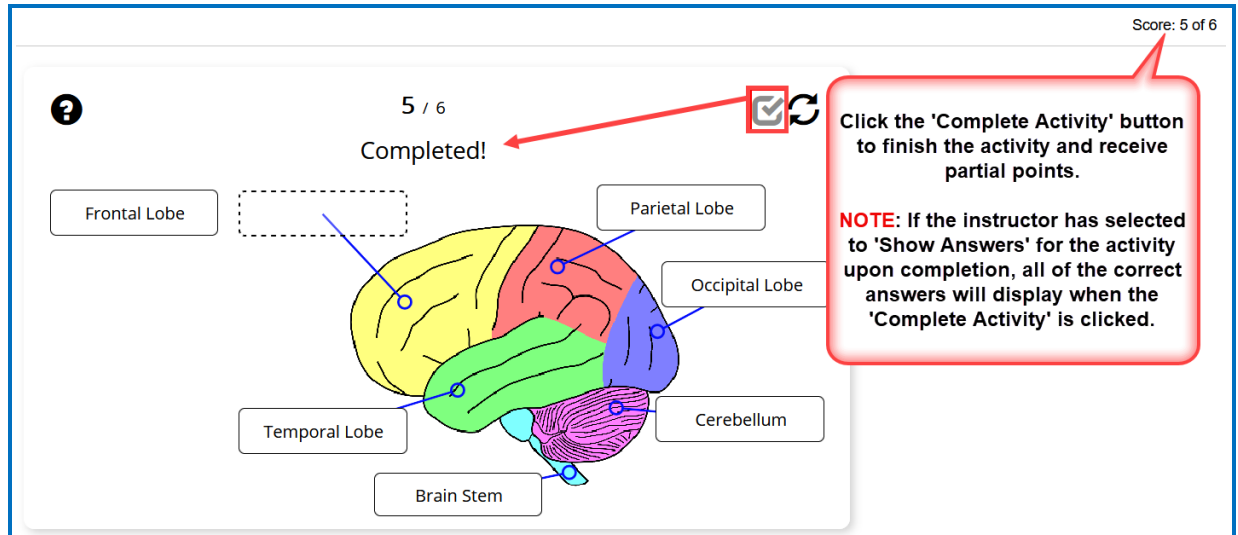 Score: 5 of 6
5 / 6
Completed!
Frontal Lobe
Parietal Lobe
Occipital Lobe
Temporal Lobe
Cerebellum
Brain Stem
Click the 'Complete Activity' button
to finish the activity and receive
partial points.
NOTE: If the instructor has selected
to 'Show Answers' for the activity
upon completion, all of the correct
answers will display when the
'Complete Activity' is clicked.